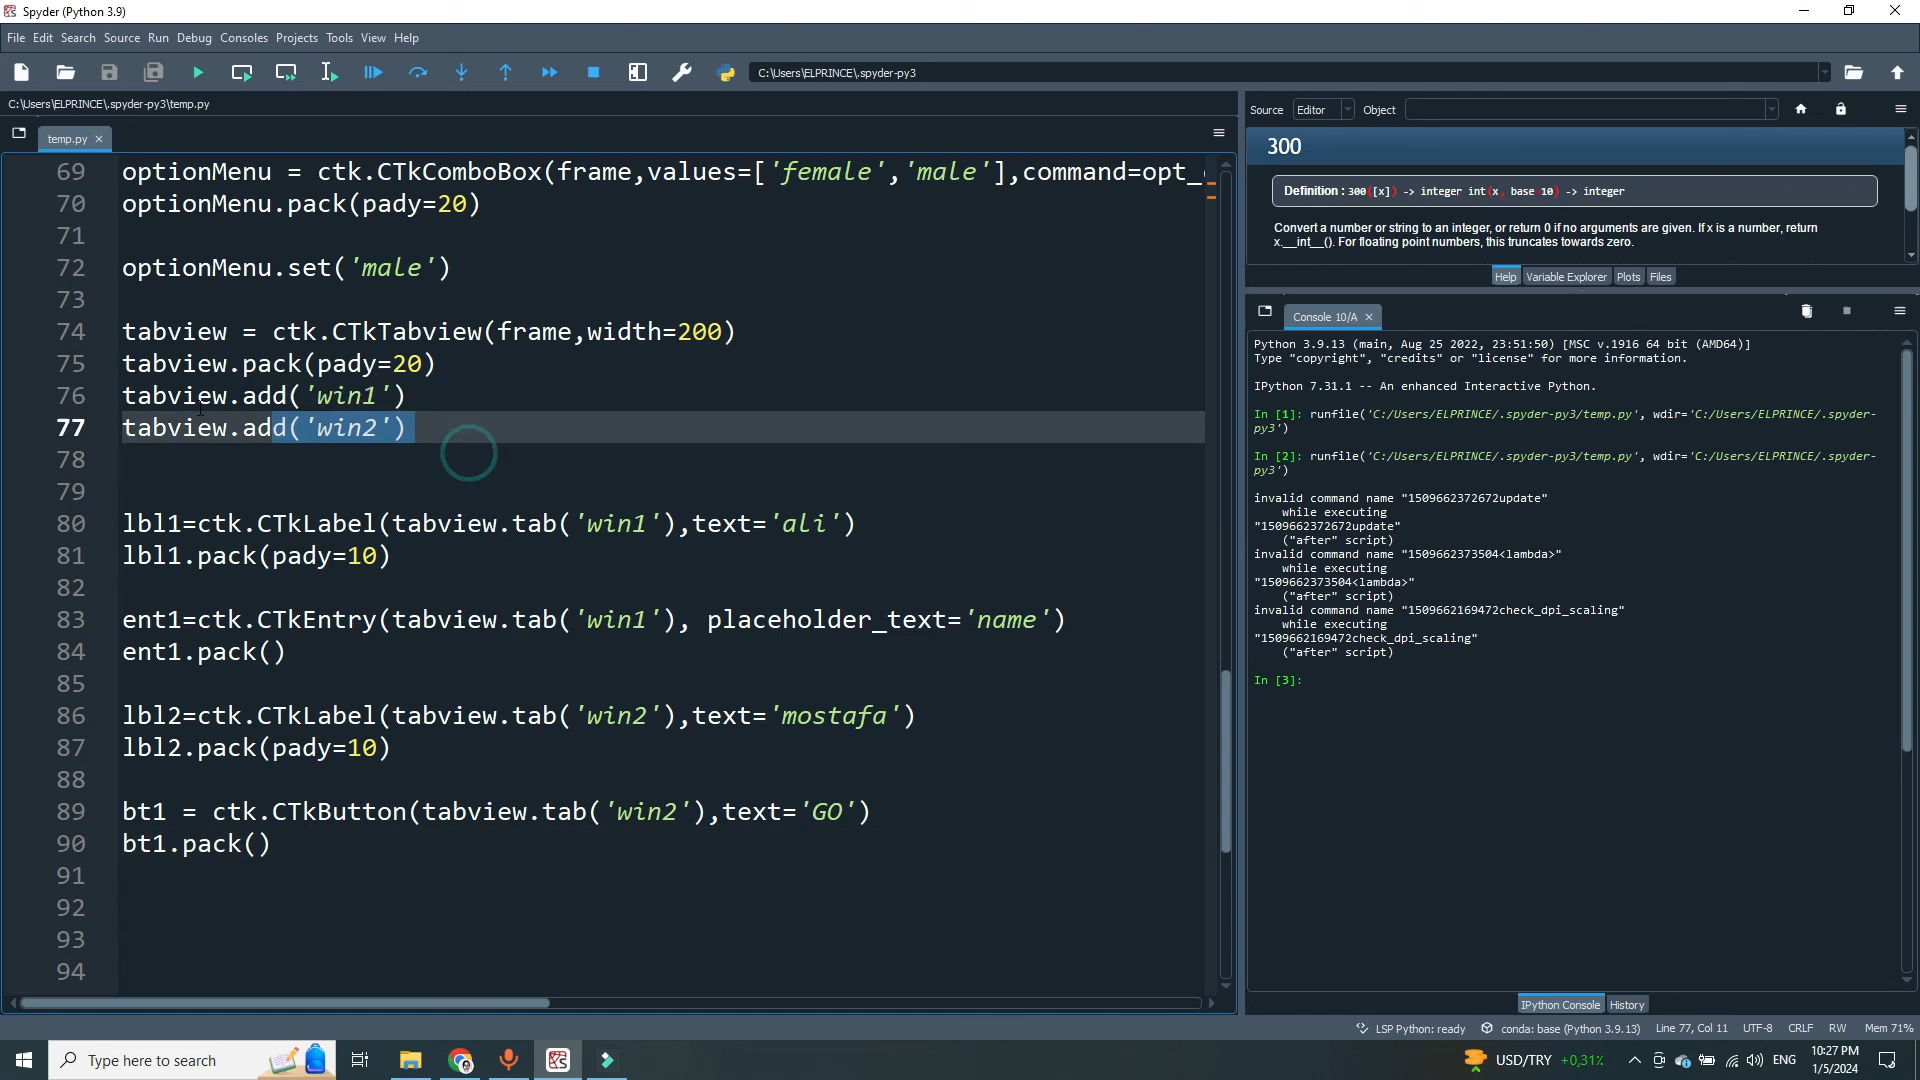 Spyder (Python 3.9)
File Edit Search Source Run Debug Consoles Projects Tools View Help
C:\Users\ELPRINCE\.spyder-py3
C:\Users\ELPRINCE\.spyder-py3\temp.py
temp.py
69 optionMenu = ctk.CTkComboBox(frame,values=['female','male'],command=opt_
70 optionMenu.pack(pady=20)
71
72 optionMenu.set('male')
73
74 tabview = ctk.CTkTabview(frame,width=200)
75 tabview.pack(pady=20)
76 tabview.add('win1')
77 tabview.add('win2')
78
79
80 lbl1=ctk.CTkLabel(tabview.tab('win1'),text='ali')
81 lbl1.pack(pady=10)
82
83 ent1=ctk.CTkEntry(tabview.tab('win1'), placeholder_text='name')
84 ent1.pack()
85
86 lbl2=ctk.CTkLabel(tabview.tab('win2'),text='mostafa')
87 lbl2.pack(pady=10)
88
89 bt1 = ctk.CTkButton(tabview.tab('win2'),text='GO')
90 bt1.pack()
91
92
93
94
Source Editor Object
300
Definition : 300([x]) -> integer int(x, base=10) -> integer
Convert a number or string to an integer, or return 0 if no arguments are given. If x is a number, return
x.__int__(). For floating point numbers, this truncates towards zero.
Help Variable Explorer Plots Files
Console 10/A
Python 3.9.13 (main, Aug 25 2022, 23:51:50) [MSC v.1916 64 bit (AMD64)]
Type "copyright", "credits" or "license" for more information.
IPython 7.31.1 -- An enhanced Interactive Python.
In [1]: runfile('C:/Users/ELPRINCE/.spyder-py3/temp.py', wdir='C:/Users/ELPRINCE/.spyder-
py3')
In [2]: runfile('C:/Users/ELPRINCE/.spyder-py3/temp.py', wdir='C:/Users/ELPRINCE/.spyder-
py3')
invalid command name "1509662372672update"
while executing
"1509662372672update"
("after" script)
invalid command name "1509662373504<lambda>"
while executing
"1509662373504<lambda>"
("after" script)
invalid command name "1509662169472check_dpi_scaling"
while executing
"1509662169472check_dpi_scaling"
("after" script)
In [3]:
IPython Console History
LSP Python: ready conda: base (Python 3.9.13) Line 77, Col 11 UTF-8 CRLF RW Mem 71%
Type here to search
USD/TRY +0,31%
ENG
10:27 PM
1/5/2024